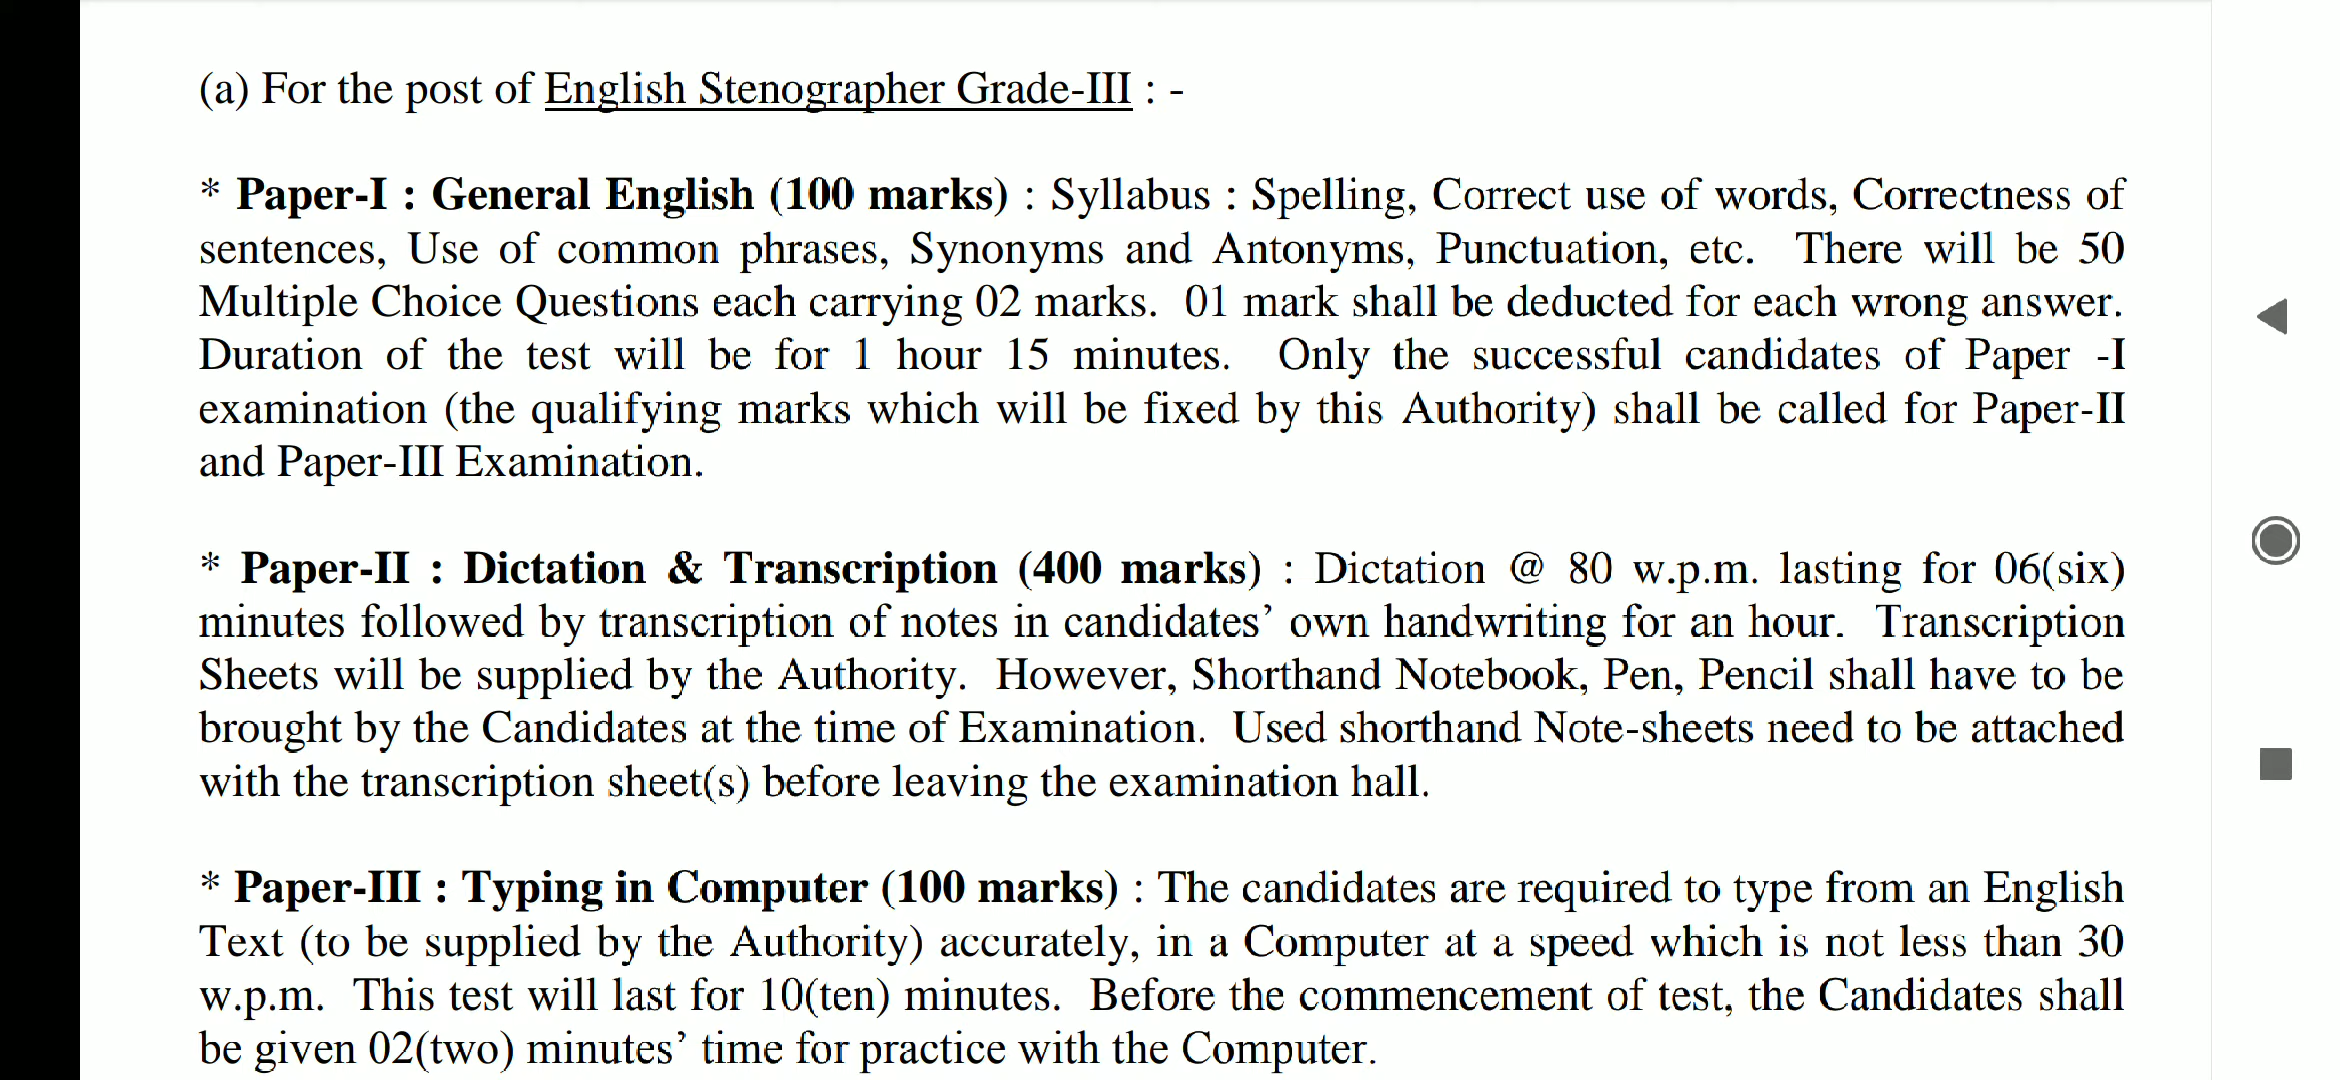 (a) For the post of English Stenographer Grade-III : -
* Paper-I : General English (100 marks) : Syllabus : Spelling, Correct use of words, Correctness of
sentences, Use of common phrases, Synonyms and Antonyms, Punctuation, etc. There will be 50
Multiple Choice Questions each carrying 02 marks. 01 mark shall be deducted for each wrong answer.
Duration of the test will be for 1 hour 15 minutes. Only the successful candidates of Paper -I
examination (the qualifying marks which will be fixed by this Authority) shall be called for Paper-II
and Paper-III Examination.
* Paper-II : Dictation & Transcription (400 marks) : Dictation @ 80 w.p.m. lasting for 06(six)
minutes followed by transcription of notes in candidates’ own handwriting for an hour. Transcription
Sheets will be supplied by the Authority. However, Shorthand Notebook, Pen, Pencil shall have to be
brought by the Candidates at the time of Examination. Used shorthand Note-sheets need to be attached
with the transcription sheet(s) before leaving the examination hall.
* Paper-III : Typing in Computer (100 marks) : The candidates are required to type from an English
Text (to be supplied by the Authority) accurately, in a Computer at a speed which is not less than 30
w.p.m. This test will last for 10(ten) minutes. Before the commencement of test, the Candidates shall
be given 02(two) minutes’ time for practice with the Computer.